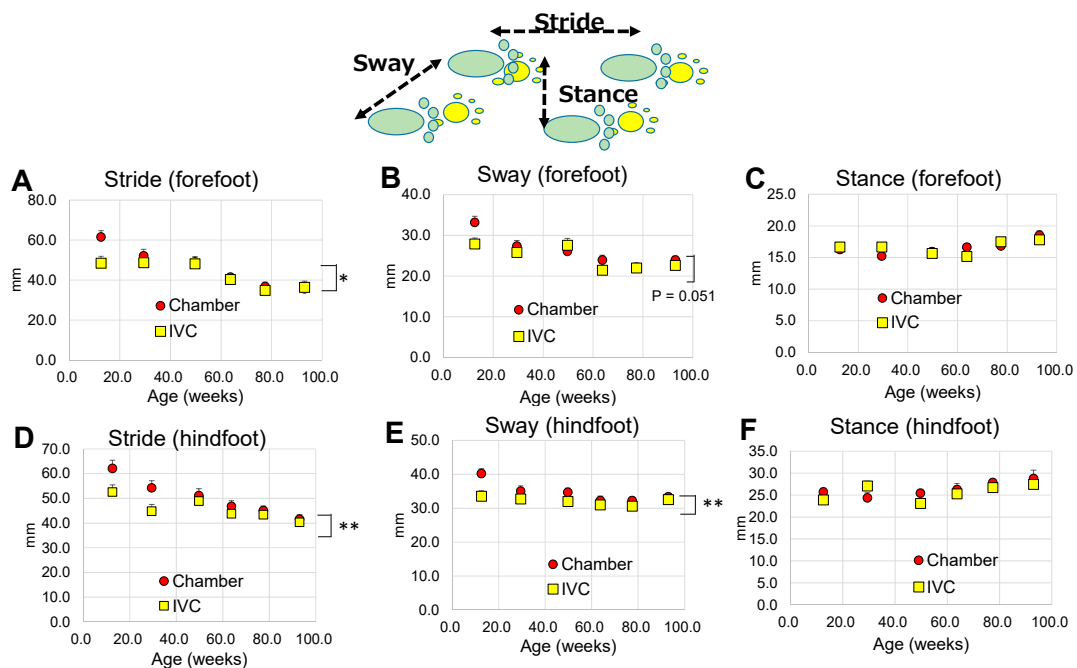 Stride
Sway
Stance
A
Stride (forefoot)
80.0
60.0
40.0
20.0
0.0
mm
Chamber
IVC
*
0.0 20.0 40.0 60.0 80.0 100.0
Age (weeks)
B
Sway (forefoot)
40.0
30.0
20.0
10.0
0.0
mm
Chamber
IVC
P = 0.051
0.0 20.0 40.0 60.0 80.0 100.0
Age (weeks)
C
Stance (forefoot)
25.0
20.0
15.0
10.0
5.0
0.0
mm
Chamber
IVC
0.0 20.0 40.0 60.0 80.0 100.0
Age (weeks)
D
Stride (hindfoot)
70.0
60.0
50.0
40.0
30.0
20.0
10.0
0.0
mm
Chamber
IVC
**
0.0 20.0 40.0 60.0 80.0 100.0
Age (weeks)
E
Sway (hindfoot)
50.0
40.0
30.0
20.0
10.0
0.0
mm
Chamber
IVC
**
0.0 20.0 40.0 60.0 80.0 100.0
Age (weeks)
F
Stance (hindfoot)
35.0
30.0
25.0
20.0
15.0
10.0
5.0
0.0
mm
Chamber
IVC
0.0 20.0 40.0 60.0 80.0 100.0
Age (weeks)